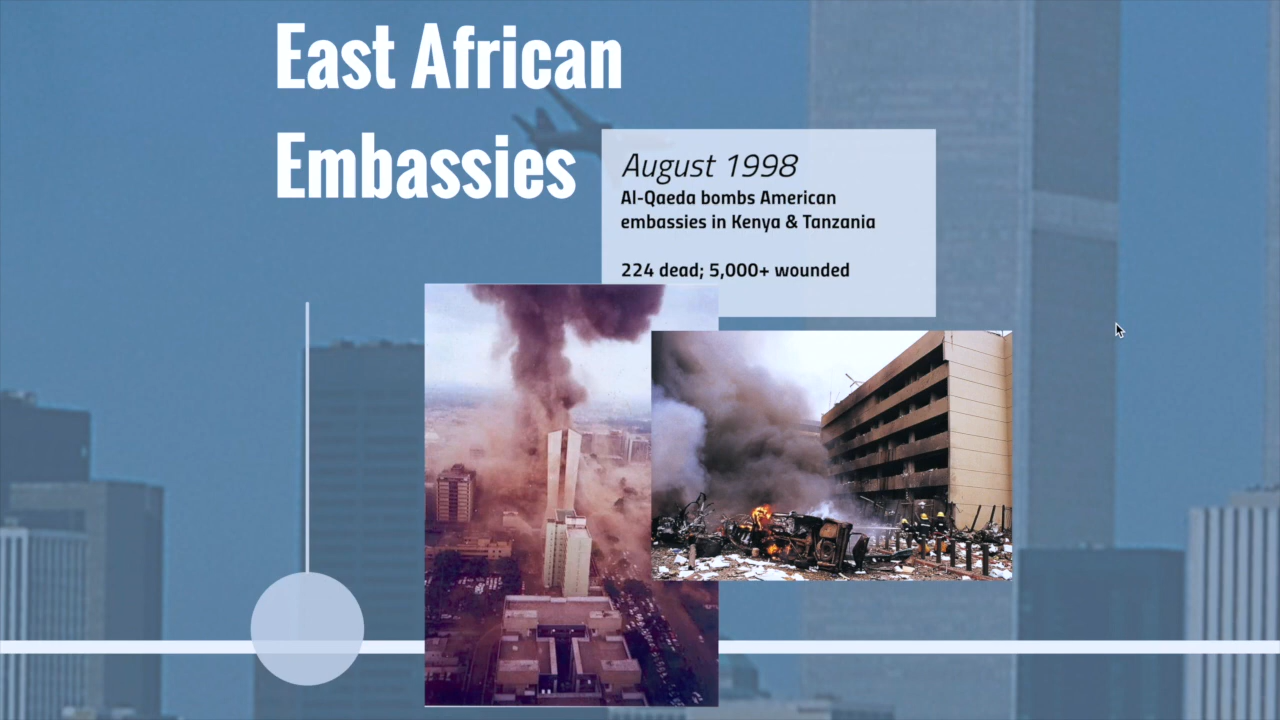 East African
Embassies
August 1998
Al-Qaeda bombs American
embassies in Kenya & Tanzania
224 dead; 5,000+ wounded